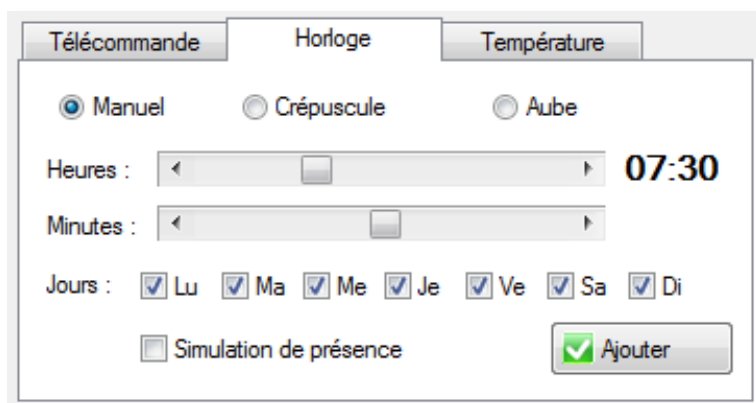 Télécommande Horloge Température
Manuel Crépuscule Aube
Heures : 07:30
Minutes :
Jours : Lu Ma Me Je Ve Sa Di
Simulation de présence Ajouter